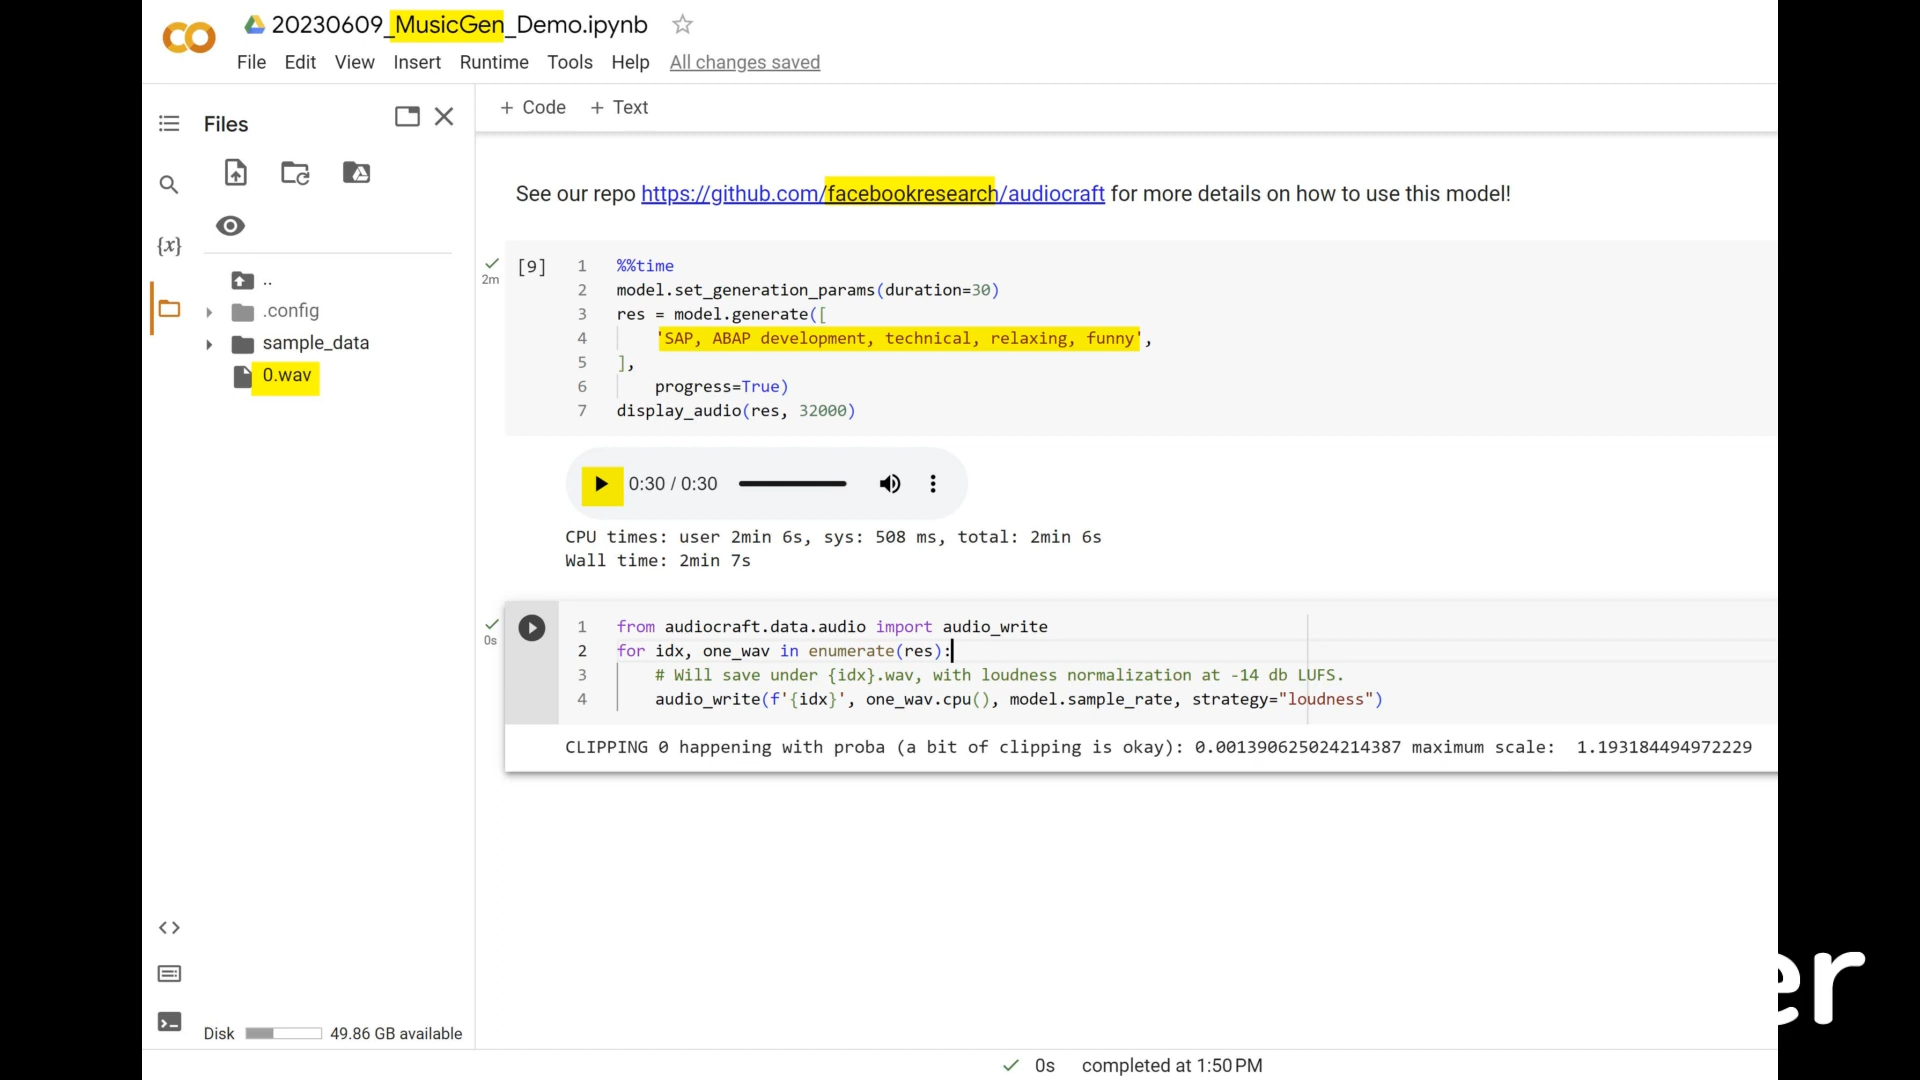 20230609_MusicGen_Demo.ipynb
File Edit View Insert Runtime Tools Help All changes saved
Files
+ Code + Text
See our repo https://github.com/facebookresearch/audiocraft for more details on how to use this model!
{x}
..
.config
sample_data
0.wav
2m
[9]
1 %%time
2 model.set_generation_params(duration=30)
3 res = model.generate([
4 'SAP, ABAP development, technical, relaxing, funny',
5 ],
6 progress=True)
7 display_audio(res, 32000)
0:30 / 0:30
CPU times: user 2min 6s, sys: 508 ms, total: 2min 6s
Wall time: 2min 7s
0s
1 from audiocraft.data.audio import audio_write
2 for idx, one_wav in enumerate(res):
3 # Will save under {idx}.wav, with loudness normalization at -14 db LUFS.
4 audio_write(f'{idx}', one_wav.cpu(), model.sample_rate, strategy="loudness")
CLIPPING 0 happening with proba (a bit of clipping is okay): 0.001390625024214387 maximum scale: 1.193184494972229
er
Disk 49.86 GB available
0s completed at 1:50 PM